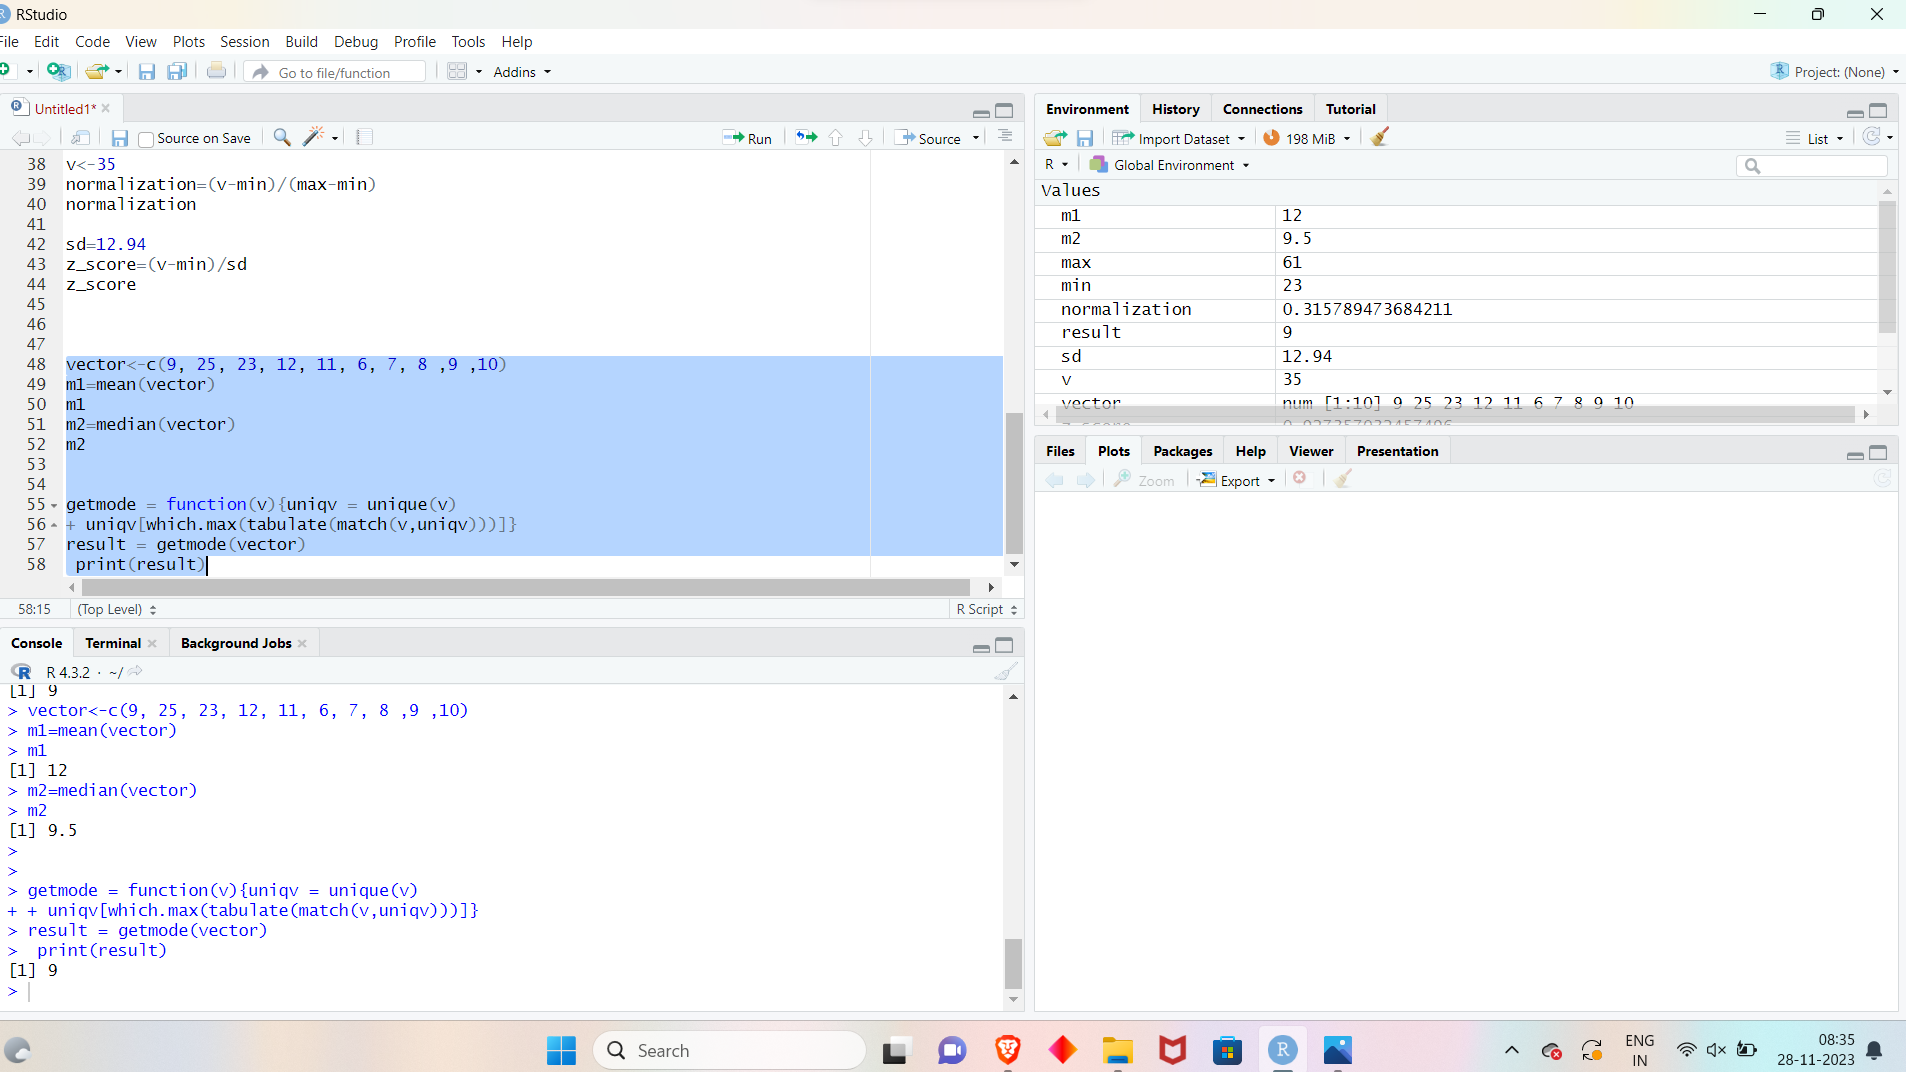 RStudio
File Edit Code View Plots Session Build Debug Profile Tools Help
Go to file/function
Addins
Project: (None)
Untitled1*
Source on Save
Run
Source
38 v<-35
39 normalization=(v-min)/(max-min)
40 normalization
41
42 sd=12.94
43 z_score=(v-min)/sd
44 z_score
45
46
47
48 vector<-c(9, 25, 23, 12, 11, 6, 7, 8 ,9 ,10)
49 m1=mean(vector)
50 m1
51 m2=median(vector)
52 m2
53
54
55 getmode = function(v){uniqv = unique(v)
56 + uniqv[which.max(tabulate(match(v,uniqv)))]}
57 result = getmode(vector)
58 print(result)
58:15 (Top Level) R Script
Console Terminal Background Jobs
R 4.3.2 · ~/
[1] 9
> vector<-c(9, 25, 23, 12, 11, 6, 7, 8 ,9 ,10)
> m1=mean(vector)
> m1
[1] 12
> m2=median(vector)
> m2
[1] 9.5
>
>
> getmode = function(v){uniqv = unique(v)
+ + uniqv[which.max(tabulate(match(v,uniqv)))]}
> result = getmode(vector)
>  print(result)
[1] 9
>
Environment History Connections Tutorial
Import Dataset 198 MiB List
R Global Environment
Values
m1 12
m2 9.5
max 61
min 23
normalization 0.315789473684211
result 9
sd 12.94
v 35
vector num [1:10] 9 25 23 12 11 6 7 8 9 10
Files Plots Packages Help Viewer Presentation
Zoom Export
Search
ENG
IN
08:35
28-11-2023